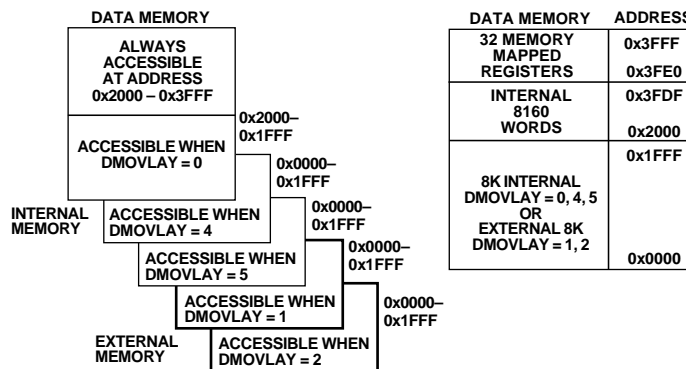 DATA MEMORY
ALWAYS
ACCESSIBLE
AT ADDRESS
0x2000 – 0x3FFF
0x2000–
0x1FFF
ACCESSIBLE WHEN
DMOVLAY = 0
0x0000–
0x1FFF
INTERNAL
MEMORY
ACCESSIBLE WHEN
DMOVLAY = 4
0x0000–
0x1FFF
ACCESSIBLE WHEN
DMOVLAY = 5
0x0000–
0x1FFF
ACCESSIBLE WHEN
DMOVLAY = 1
0x0000–
0x1FFF
EXTERNAL
MEMORY
ACCESSIBLE WHEN
DMOVLAY = 2
DATA MEMORY ADDRESS
32 MEMORY
MAPPED
REGISTERS
0x3FFF
0x3FE0
INTERNAL
8160
WORDS
0x3FDF
0x2000
8K INTERNAL
DMOVLAY = 0, 4, 5
OR
EXTERNAL 8K
DMOVLAY = 1, 2
0x1FFF
0x0000